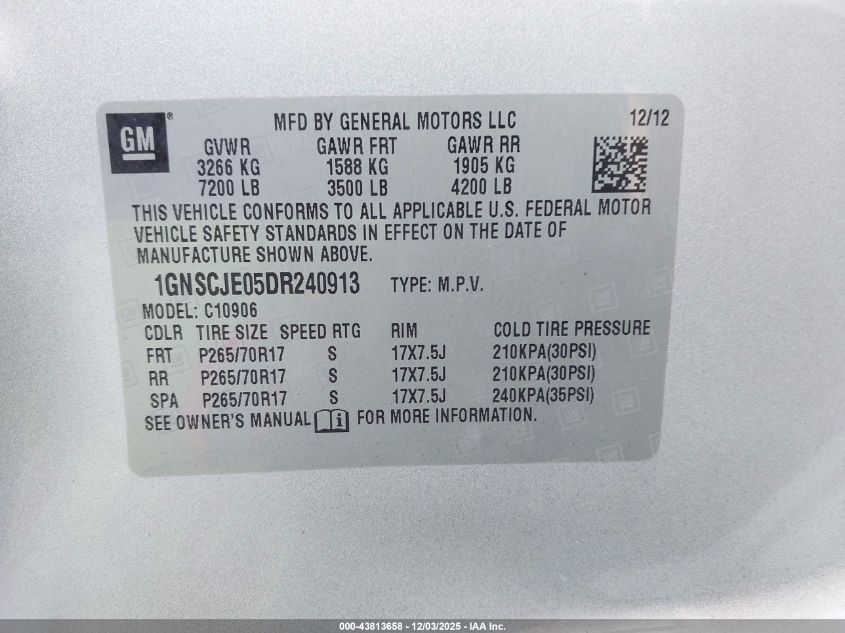 GM ®
MFD BY GENERAL MOTORS LLC 12/12
GVWR GAWR FRT GAWR RR
3266 KG 1588 KG 1905 KG
7200 LB 3500 LB 4200 LB
THIS VEHICLE CONFORMS TO ALL APPLICABLE U.S. FEDERAL MOTOR
VEHICLE SAFETY STANDARDS IN EFFECT ON THE DATE OF
MANUFACTURE SHOWN ABOVE.
1GNSCJE05DR240913 TYPE: M.P.V.
MODEL: C10906
CDLR TIRE SIZE SPEED RTG RIM COLD TIRE PRESSURE
FRT P265/70R17 S 17X7.5J 210KPA(30PSI)
RR P265/70R17 S 17X7.5J 210KPA(30PSI)
SPA P265/70R17 S 17X7.5J 240KPA(35PSI)
SEE OWNER'S MANUAL i FOR MORE INFORMATION.
000-43813658 - 12/03/2025 - IAA Inc.